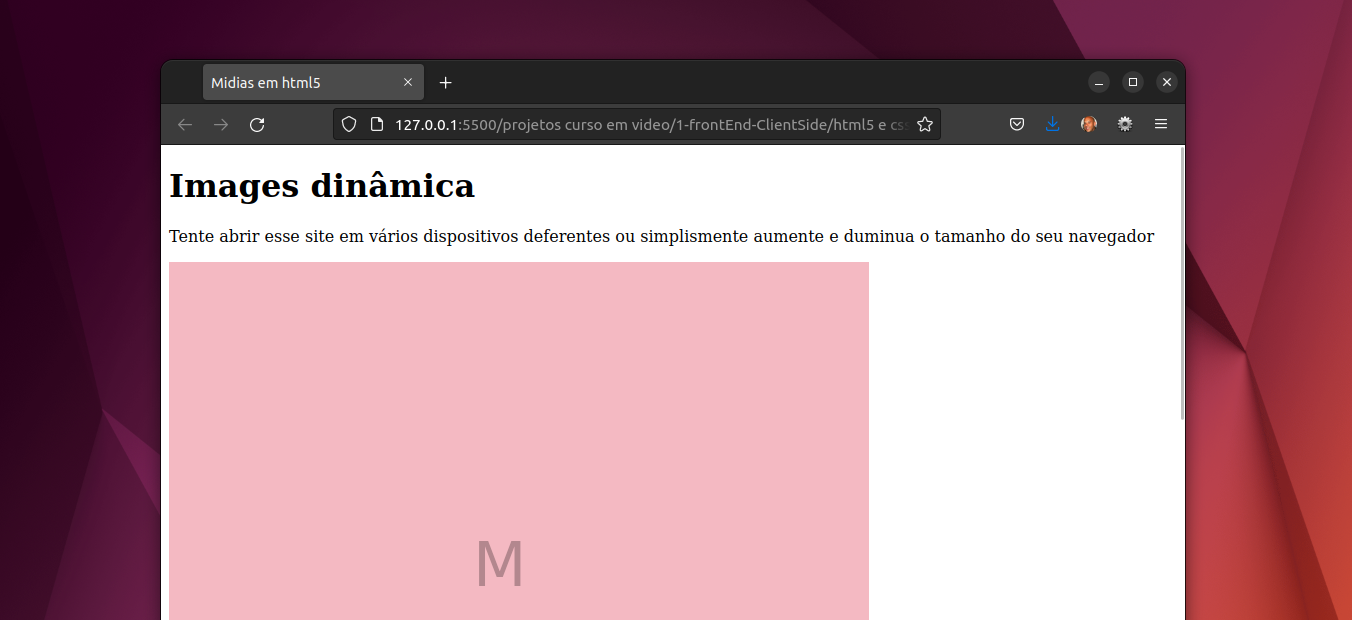 Midias em html5
127.0.0.1:5500/projetos curso em video/1-frontEnd-ClientSide/html5 e css
Images dinâmica
Tente abrir esse site em vários dispositivos deferentes ou simplismente aumente e duminua o tamanho do seu navegador
M